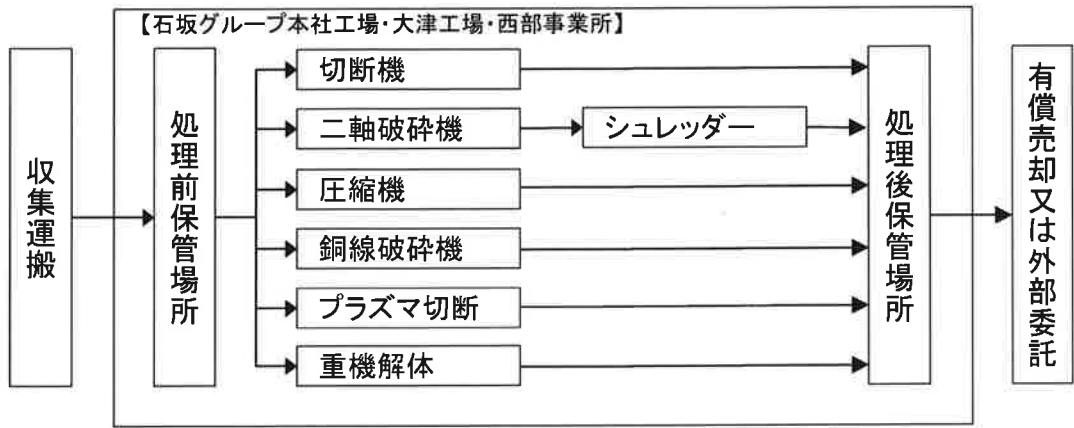 【石坂グループ本社工場・大津工場・西部事業所】
収集運搬
処理前保管場所
切断機
二軸破砕機
シュレッダー
圧縮機
銅線破砕機
プラズマ切断
重機解体
処理後保管場所
有償売却又は外部委託